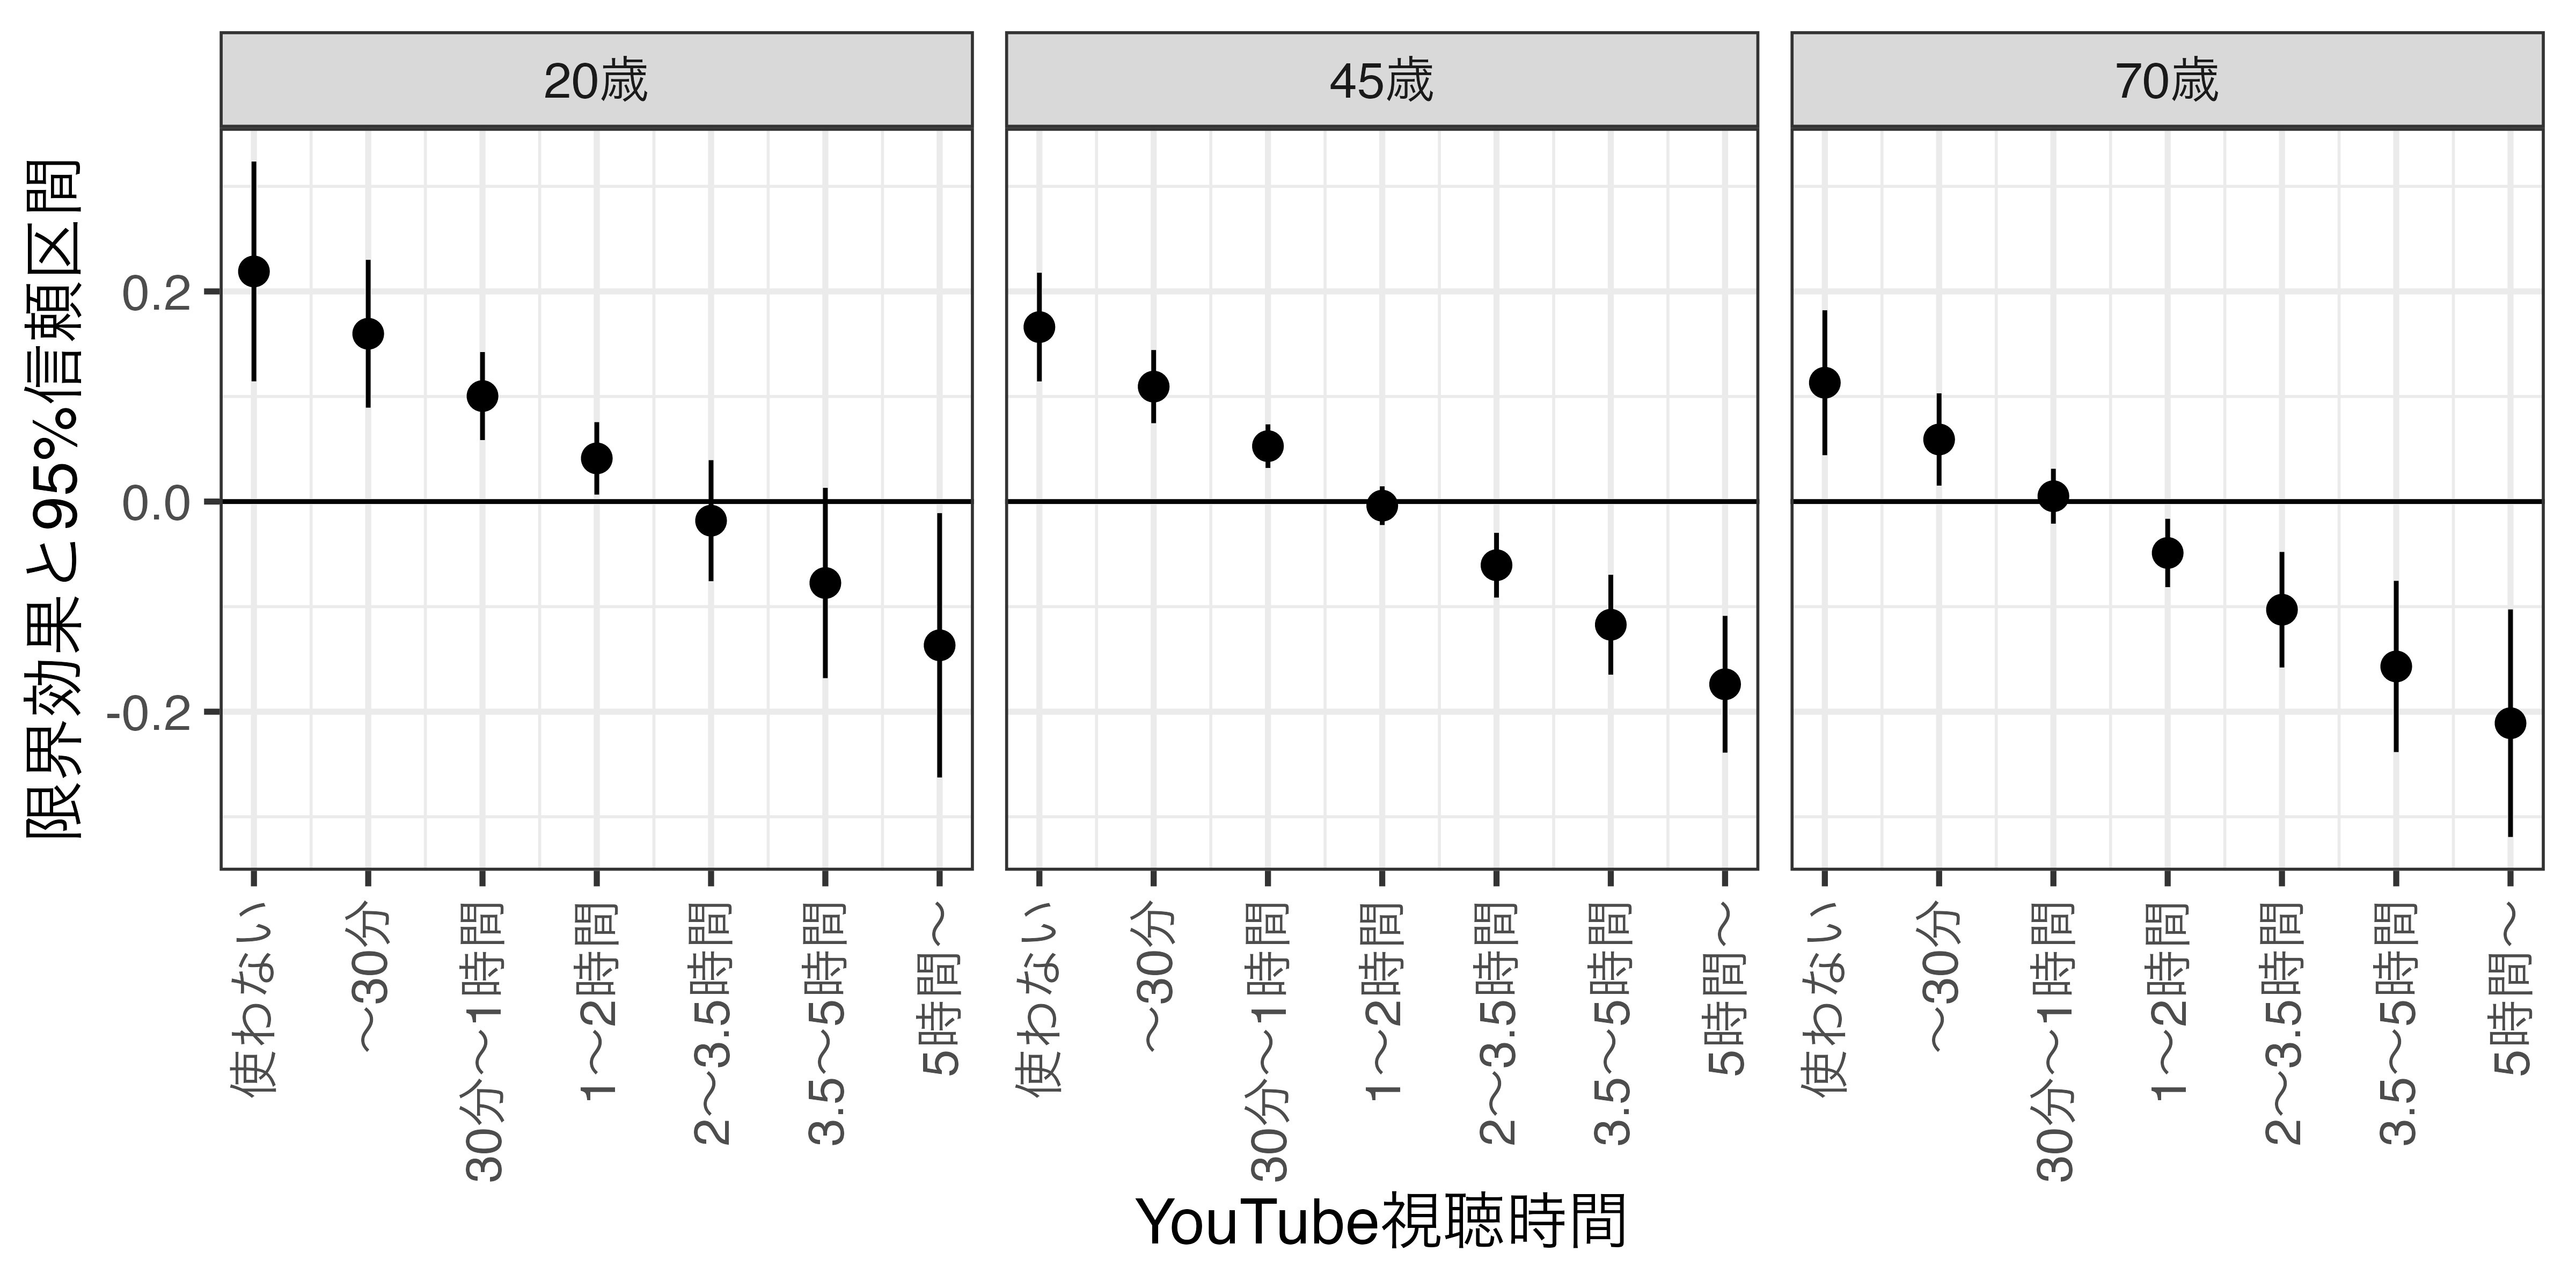 20歳
45歳
70歳
限界効果と95%信頼区間
0.2
0.0
-0.2
使わない
〜30分
30分〜1時間
1〜2時間
2〜3.5時間
3.5〜5時間
5時間〜
使わない
〜30分
30分〜1時間
1〜2時間
2〜3.5時間
3.5〜5時間
5時間〜
使わない
〜30分
30分〜1時間
1〜2時間
2〜3.5時間
3.5〜5時間
5時間〜
YouTube視聴時間